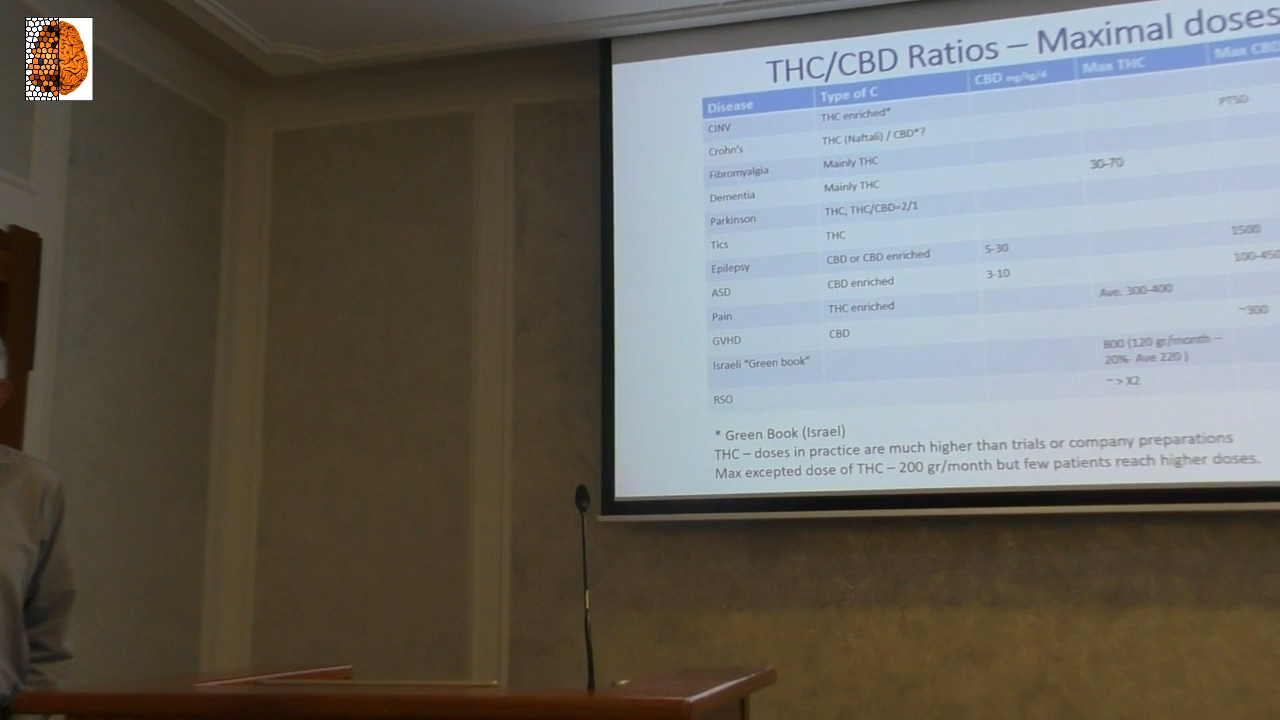 THC/CBD Ratios – Maximal doses
Disease Type of C CBD mg/kg/d Max THC Max CBD
CINV THC enriched* PTSD
Crohn's THC (Naftali) / CBD*?
Fibromyalgia Mainly THC 30-70
Dementia Mainly THC
Parkinson THC, THC/CBD=2/1
Tics THC
Epilepsy CBD or CBD enriched 5-30 1500
ASD CBD enriched 3-10 100-450
Pain THC enriched Ave. 300-400
GVHD CBD ~300
Israeli "Green book" 800 (120 gr/month –
20%- Ave 220 )
RSO ~ > X2
* Green Book (Israel)
THC – doses in practice are much higher than trials or company preparations
Max excepted dose of THC – 200 gr/month but few patients reach higher doses.